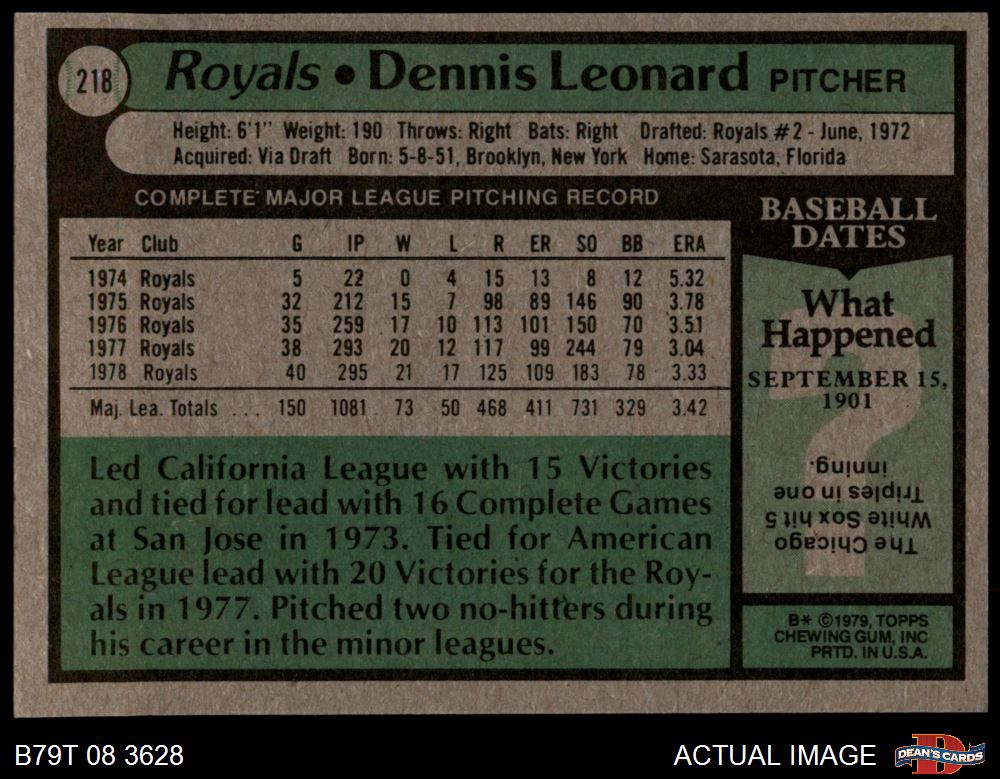 218
Royals • Dennis Leonard PITCHER
Height: 6'1" Weight: 190 Throws: Right Bats: Right Drafted: Royals #2 - June, 1972
Acquired: Via Draft Born: 5-8-51, Brooklyn, New York Home: Sarasota, Florida
COMPLETE MAJOR LEAGUE PITCHING RECORD
Year Club G IP W L R ER SO BB ERA
1974 Royals 5 22 0 4 15 13 8 12 5.32
1975 Royals 32 212 15 7 98 89 146 90 3.78
1976 Royals 35 259 17 10 113 101 150 70 3.51
1977 Royals 38 293 20 12 117 99 244 79 3.04
1978 Royals 40 295 21 17 125 109 183 78 3.33
Maj. Lea. Totals ... 150 1081 73 50 468 411 731 329 3.42
Led California League with 15 Victories
and tied for lead with 16 Complete Games
at San Jose in 1973. Tied for American
League lead with 20 Victories for the Roy-
als in 1977. Pitched two no-hitters during
his career in the minor leagues.
BASEBALL
DATES
What
Happened
SEPTEMBER 15,
1901
?
The Chicago
White Sox hit 5
Triples in one
inning.
B* ©1979, TOPPS
CHEWING GUM, INC
PRTD. IN U.S.A.
B79T 08 3628
ACTUAL IMAGE
D
DEAN'S CARDS